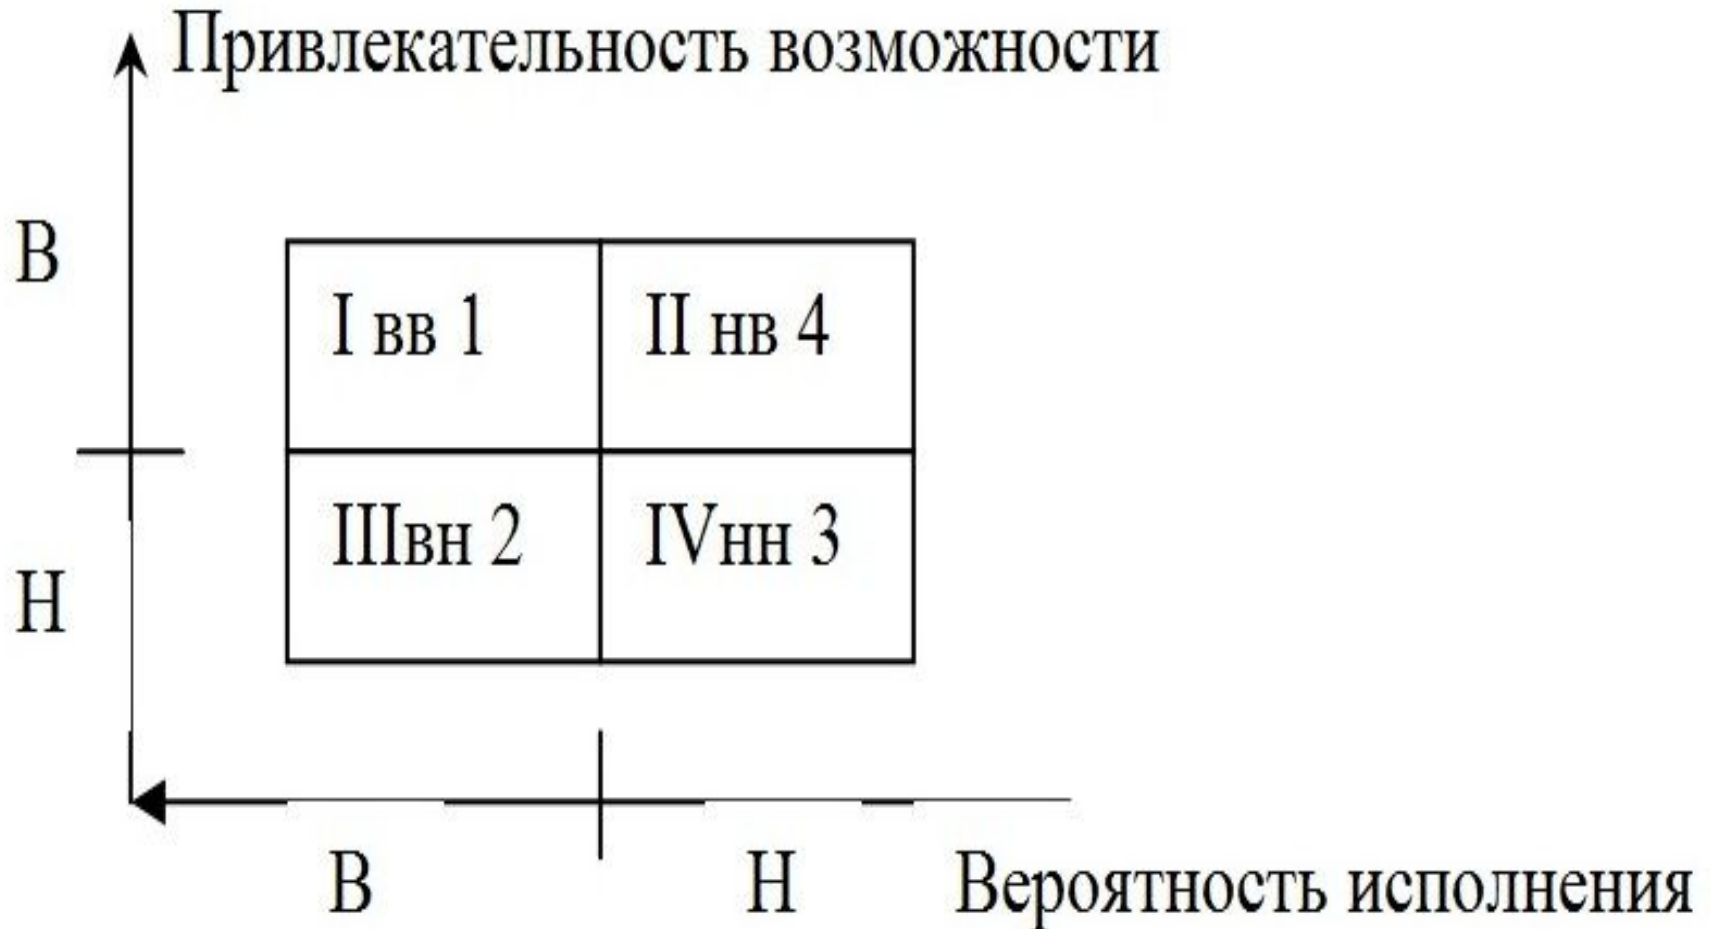 Привлекательность возможности
В
I вв 1
II нв 4
IIIвн 2
IVнн 3
Н
В
Н
Вероятность исполнения